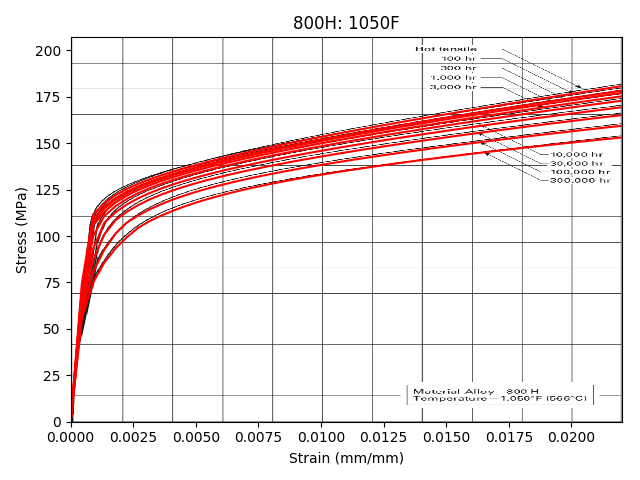 800H: 1050F
Hot tensile
100 hr
300 hr
1,000 hr
3,000 hr
10,000 hr
30,000 hr
100,000 hr
300,000 hr
Material Alloy - 800 H
Temperature - 1,050°F (566°C)
Stress (MPa)
200
175
150
125
100
75
50
25
0
0.0000 0.0025 0.0050 0.0075 0.0100 0.0125 0.0150 0.0175 0.0200
Strain (mm/mm)